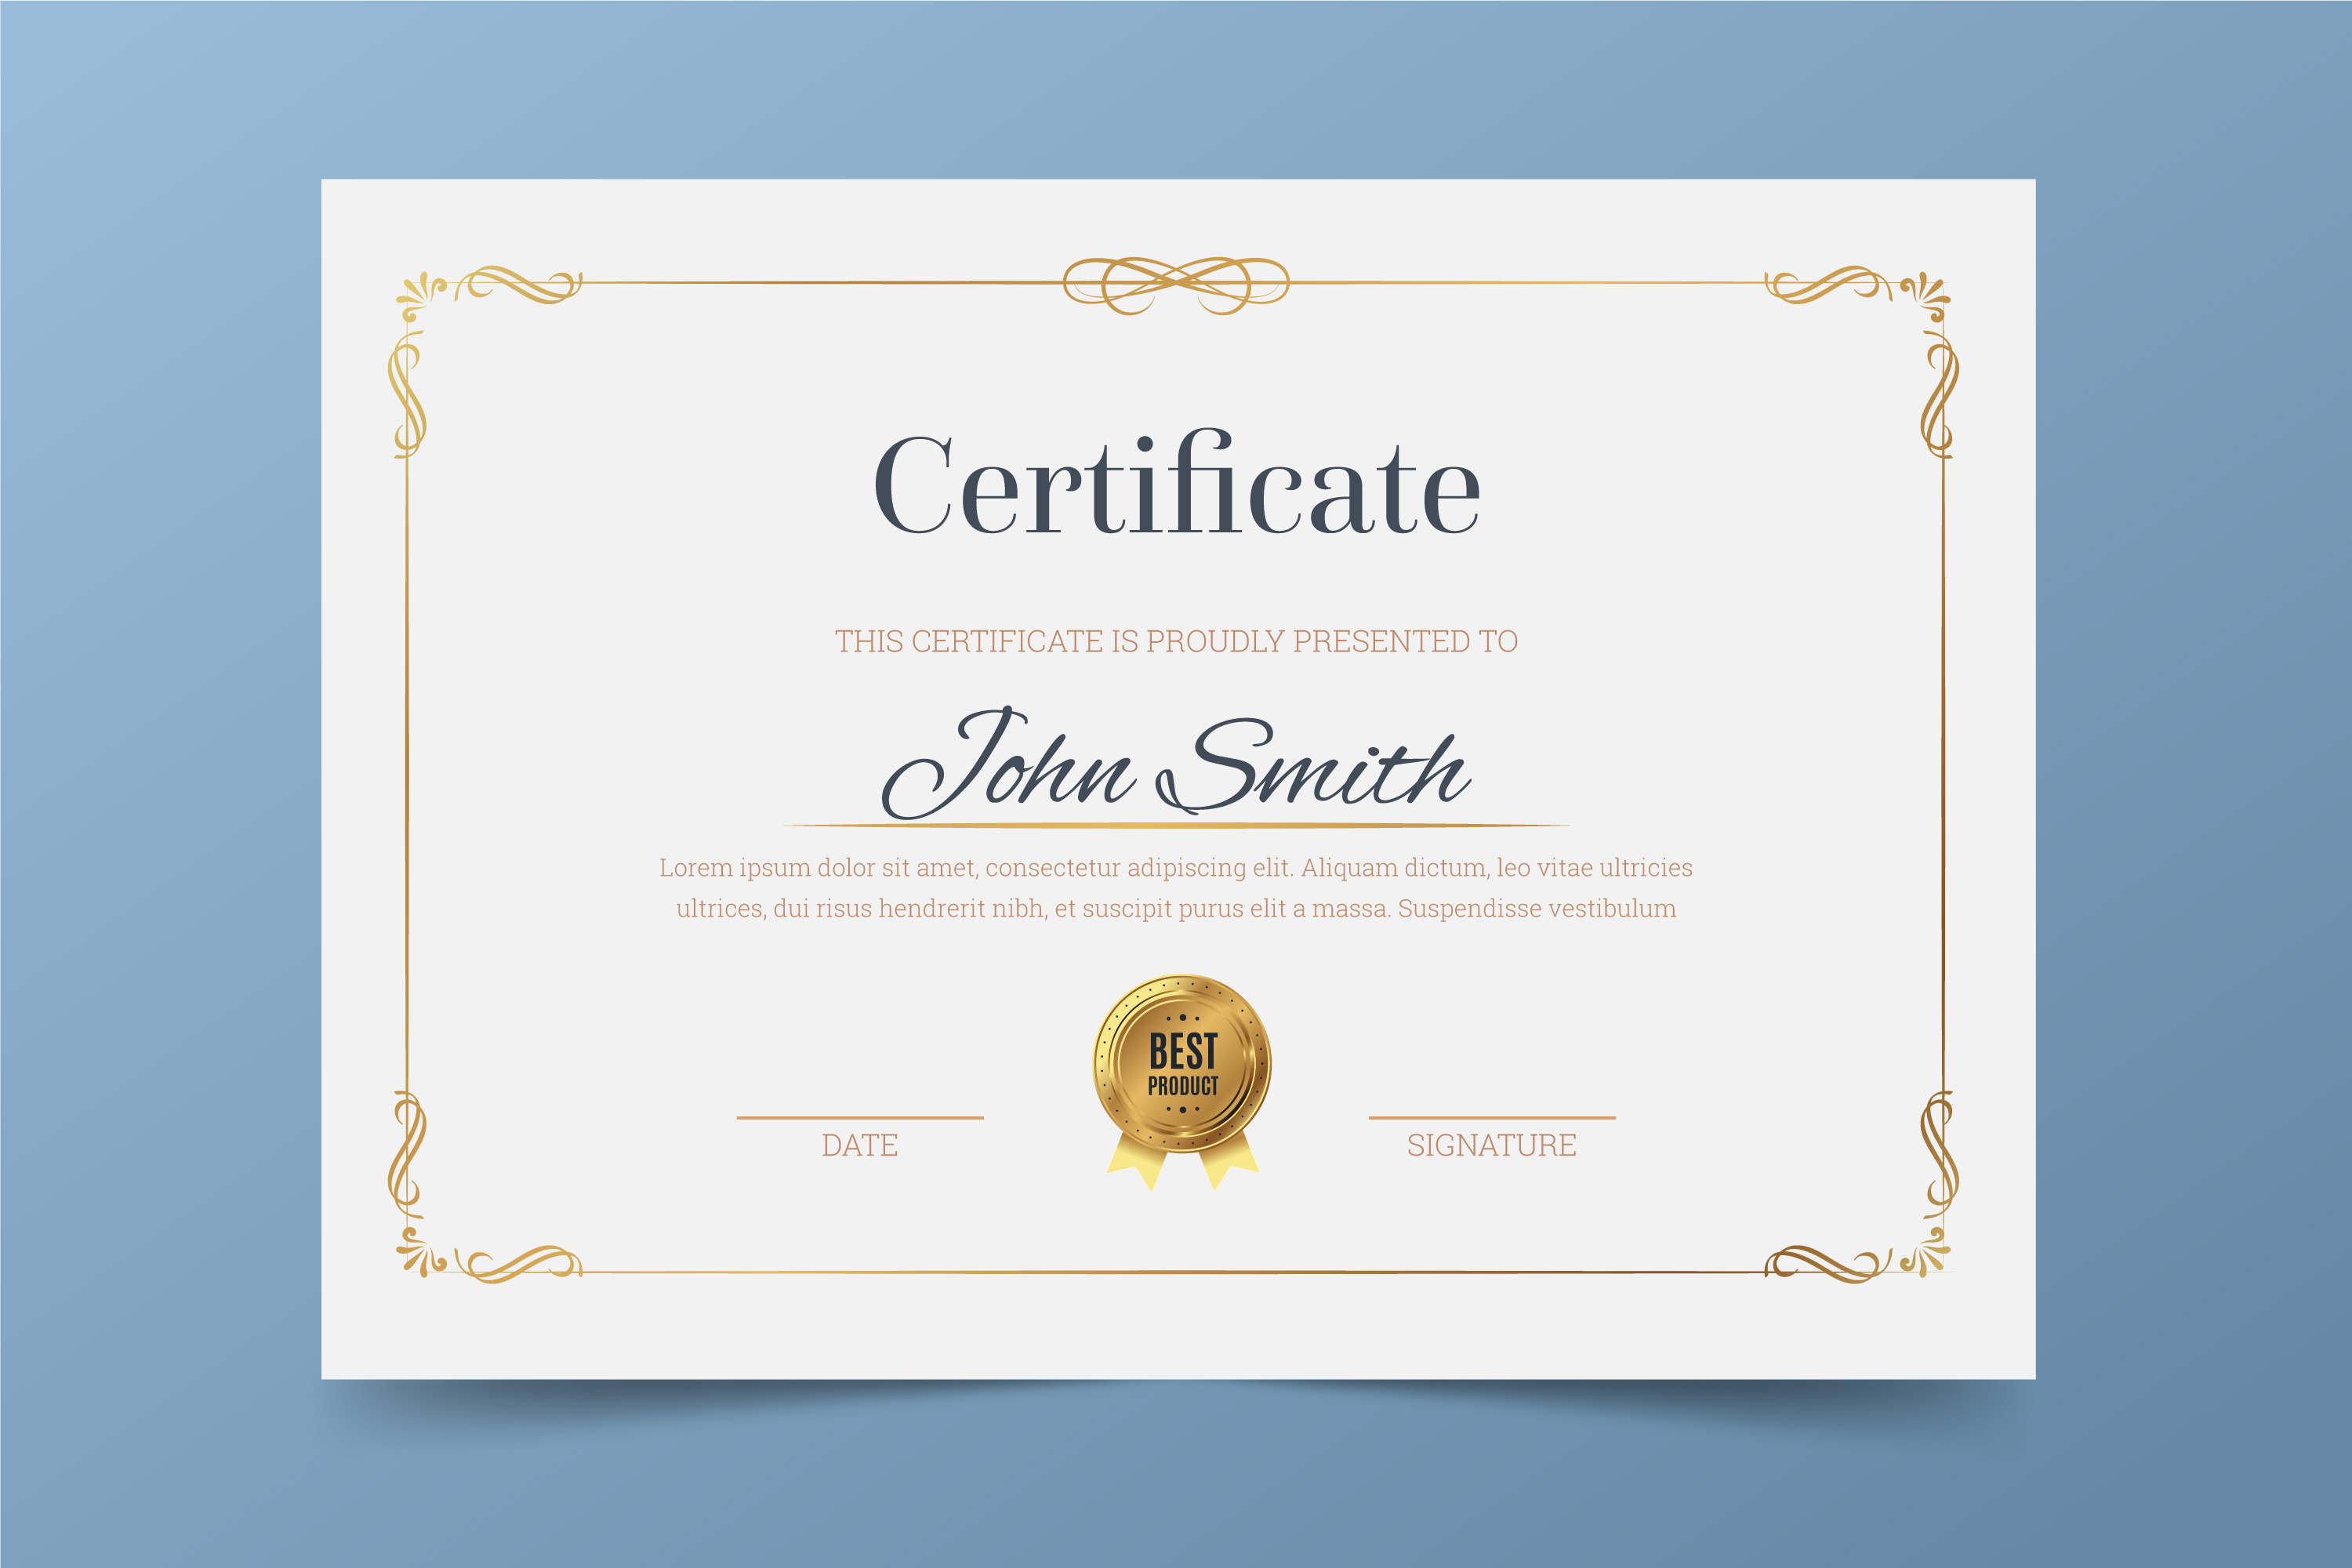 Certificate
THIS CERTIFICATE IS PROUDLY PRESENTED TO
John Smith
Lorem ipsum dolor sit amet, consectetur adipiscing elit. Aliquam dictum, leo vitae ultricies
ultrices, dui risus hendrerit nibh, et suscipit purus elit a massa. Suspendisse vestibulum
BEST
PRODUCT
DATE
SIGNATURE